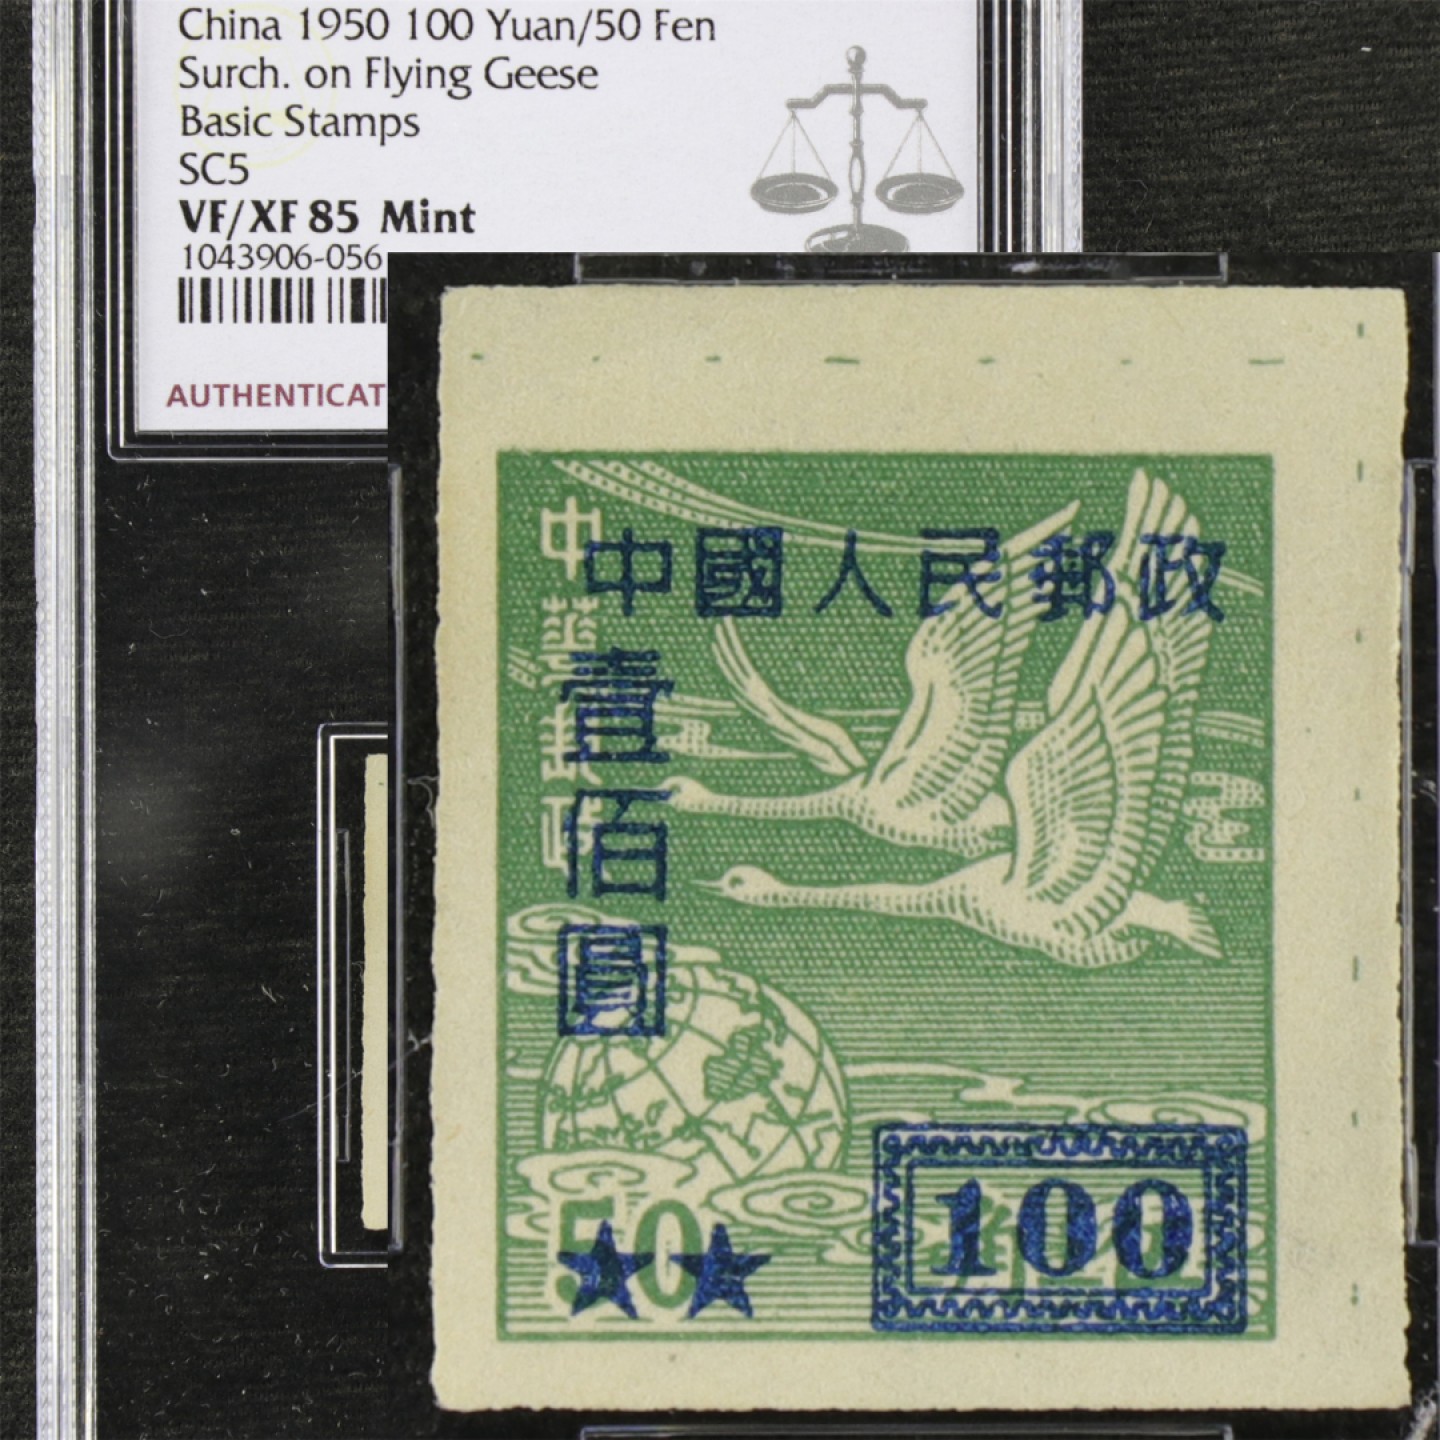 China 1950 100 Yuan/50 Fen
Surch. on Flying Geese
Basic Stamps
SC5
VF/XF 85 Mint
1043906-056
AUTHENTICAT
中國人民郵政
壹佰圓
50
100